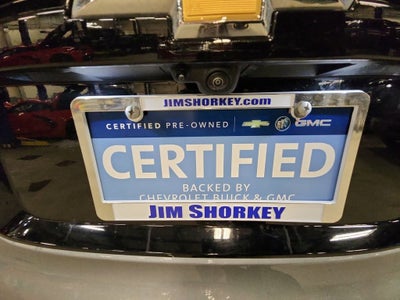 JIMSHORKEY.com
CERTIFIED PRE-OWNED GMC
CERTIFIED
BACKED BY
CHEVROLET BUICK & GMC
JIM SHORKEY